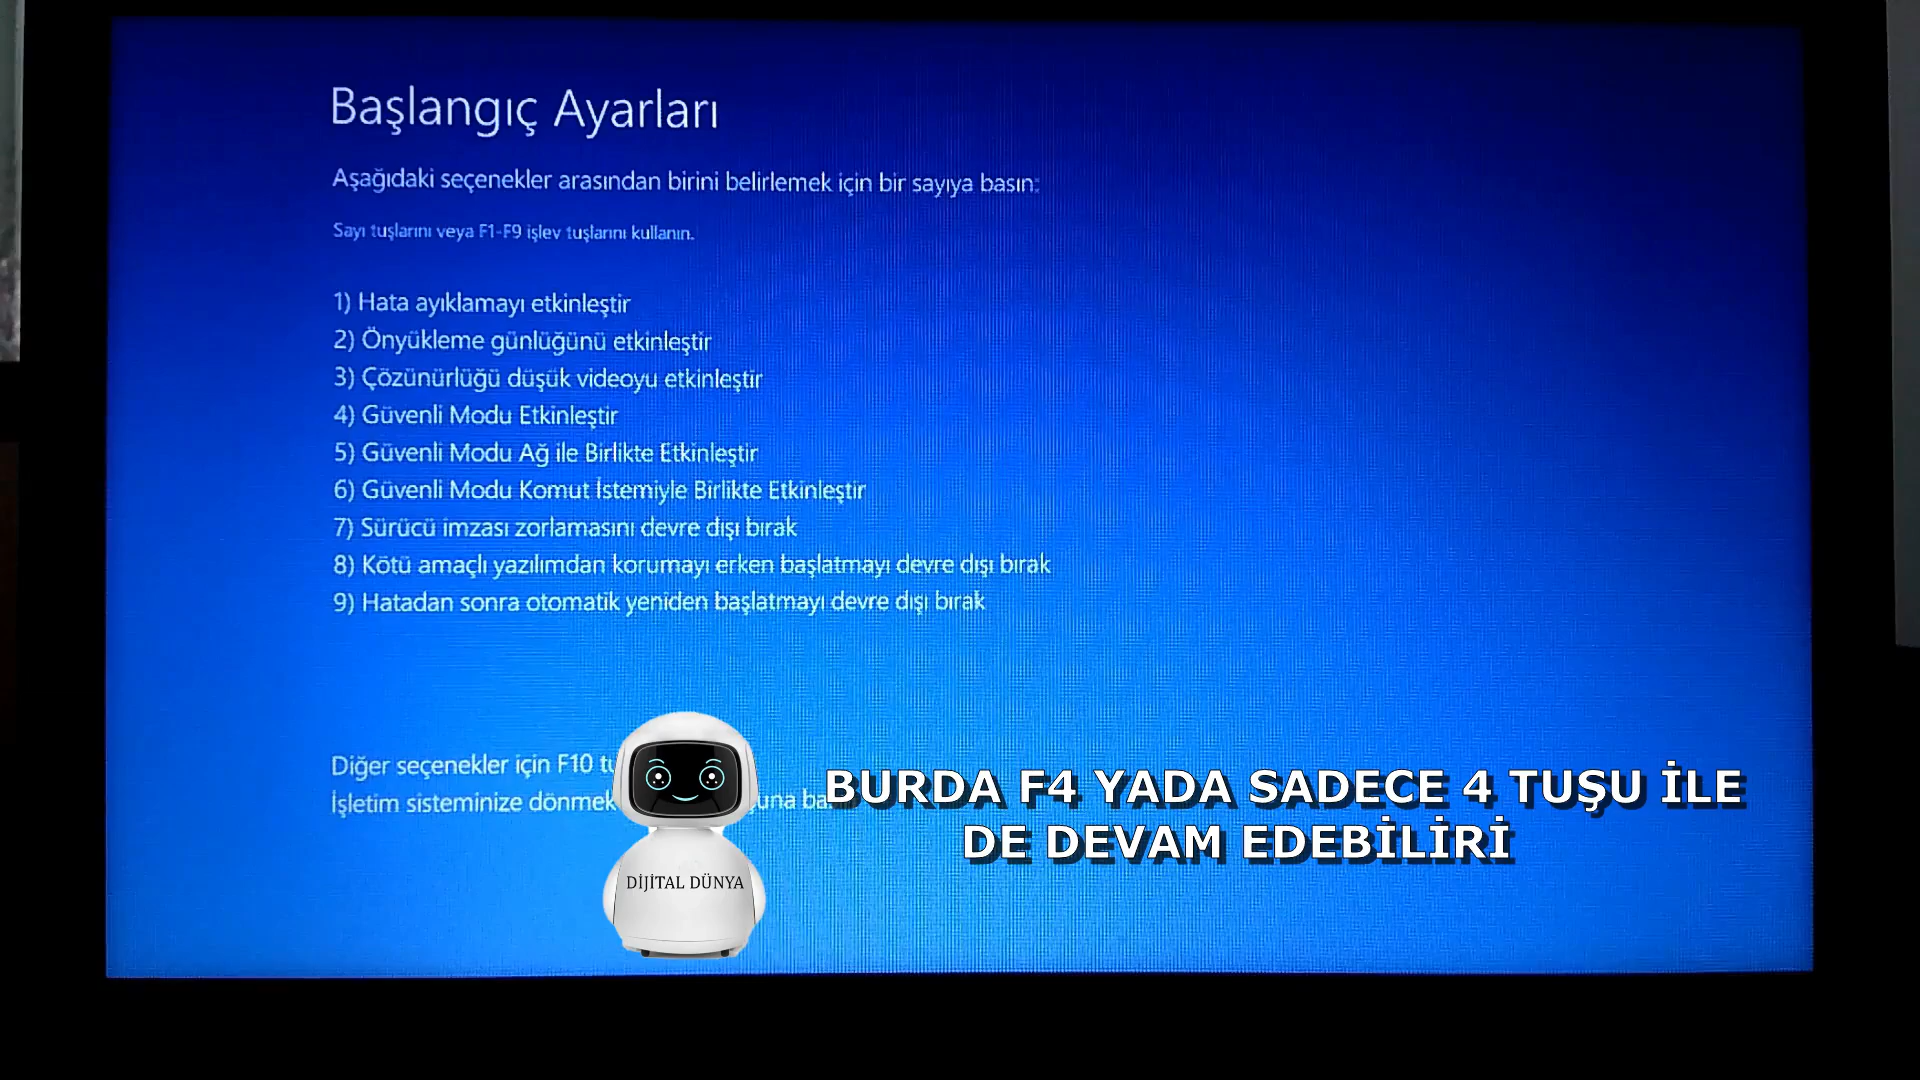 Başlangıç Ayarları
Aşağıdaki seçenekler arasından birini belirlemek için bir sayıya basın:
Sayı tuşlarını veya F1-F9 işlev tuşlarını kullanın.
1) Hata ayıklamayı etkinleştir
2) Önyükleme günlüğünü etkinleştir
3) Çözünürlüğü düşük videoyu etkinleştir
4) Güvenli Modu Etkinleştir
5) Güvenli Modu Ağ ile Birlikte Etkinleştir
6) Güvenli Modu Komut İstemiyle Birlikte Etkinleştir
7) Sürücü imzası zorlamasını devre dışı bırak
8) Kötü amaçlı yazılımdan korumayı erken başlatmayı devre dışı bırak
9) Hatadan sonra otomatik yeniden başlatmayı devre dışı bırak
Diğer seçenekler için F10
İşletim sisteminize
BURDA F4 YADA SADECE 4 TUŞU İLE
DE DEVAM EDEBİLİRİ
DİJİTAL DÜNYA